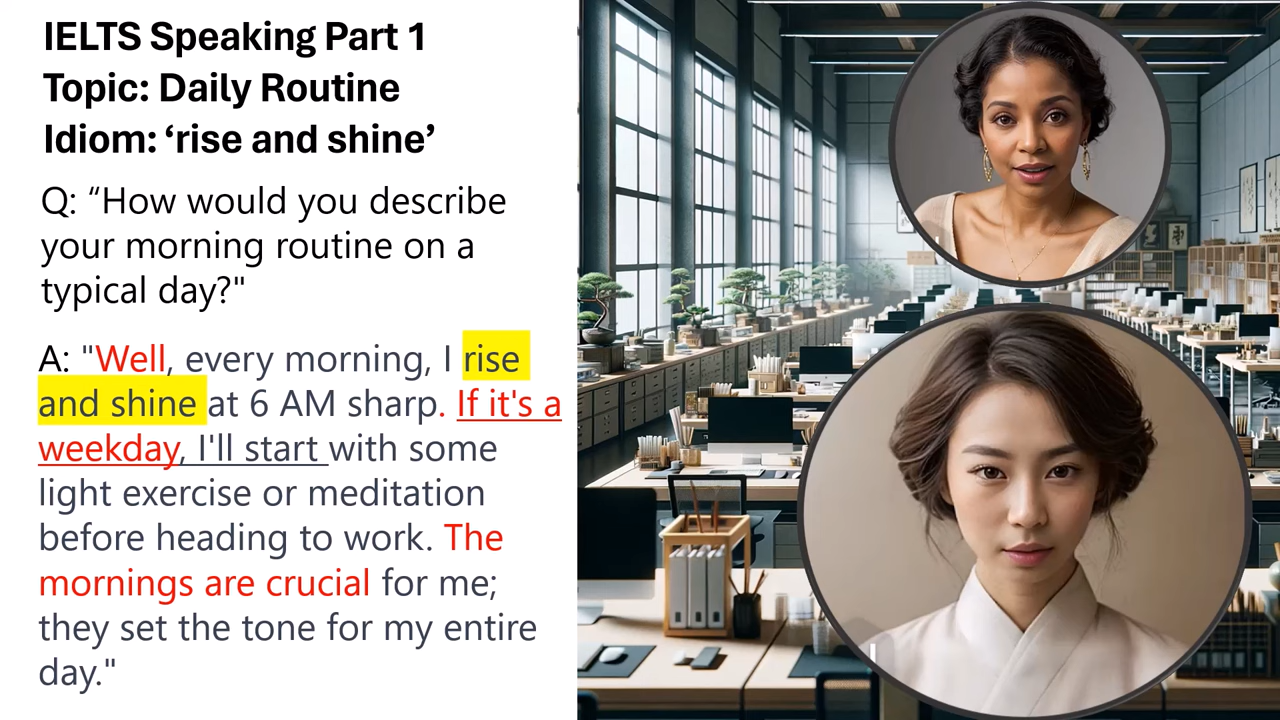 IELTS Speaking Part 1
Topic: Daily Routine
Idiom: ‘rise and shine’
Q: “How would you describe
your morning routine on a
typical day?"
A: "Well, every morning, I rise
and shine at 6 AM sharp. If it's a
weekday, I'll start with some
light exercise or meditation
before heading to work. The
mornings are crucial for me;
they set the tone for my entire
day."